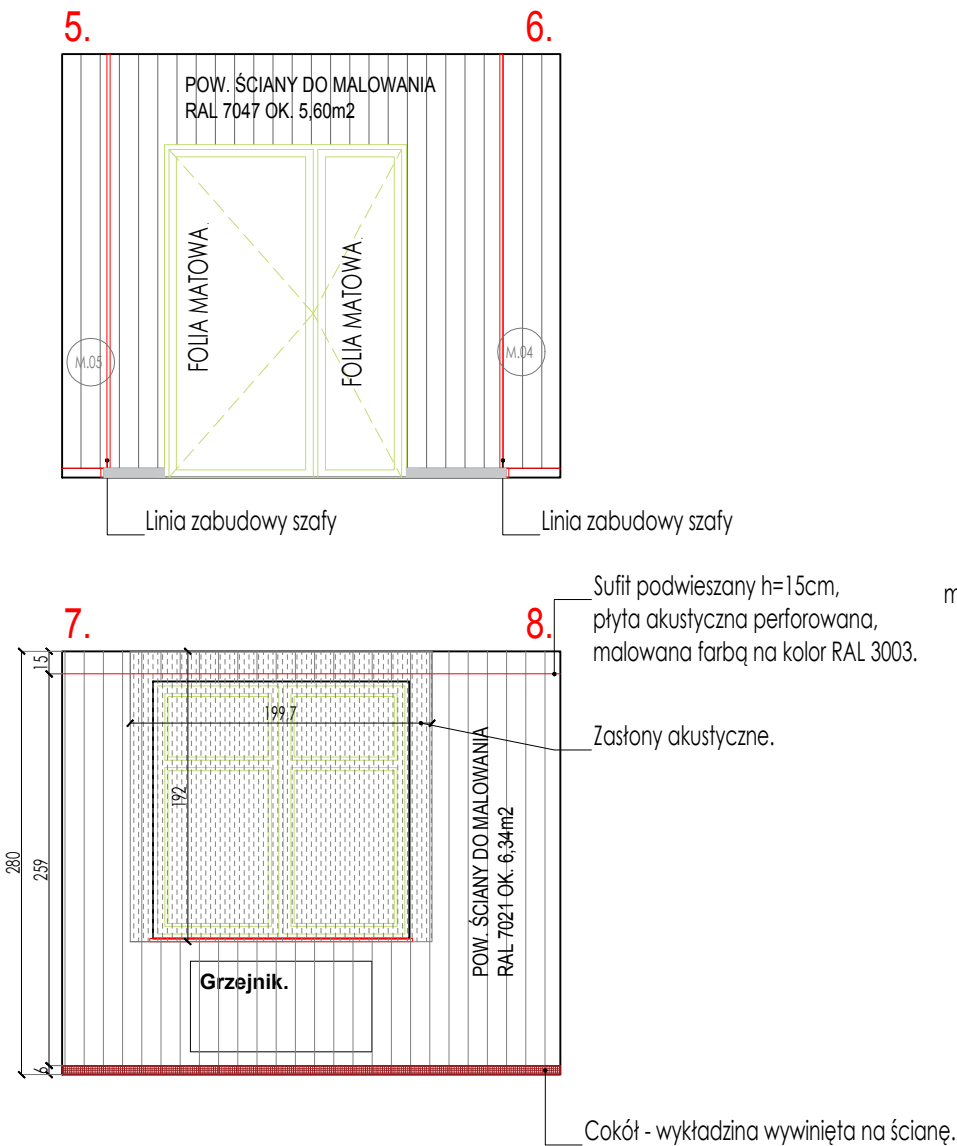 5.
6.
POW. ŚCIANY DO MALOWANIA
RAL 7047 OK. 5,60m2
FOLIA MATOWA.
FOLIA MATOWA.
M.05
M.04
Linia zabudowy szafy
Linia zabudowy szafy
7.
8.
Sufit podwieszany h=15cm,
płyta akustyczna perforowana,
malowana farbą na kolor RAL 3003.
m
15
199,7
Zasłony akustyczne.
192
280
259
POW. ŚCIANY DO MALOWANIA
RAL 7021 OK. 6,34m2
Grzejnik.
6
Cokół - wykładzina wywinięta na ścianę.